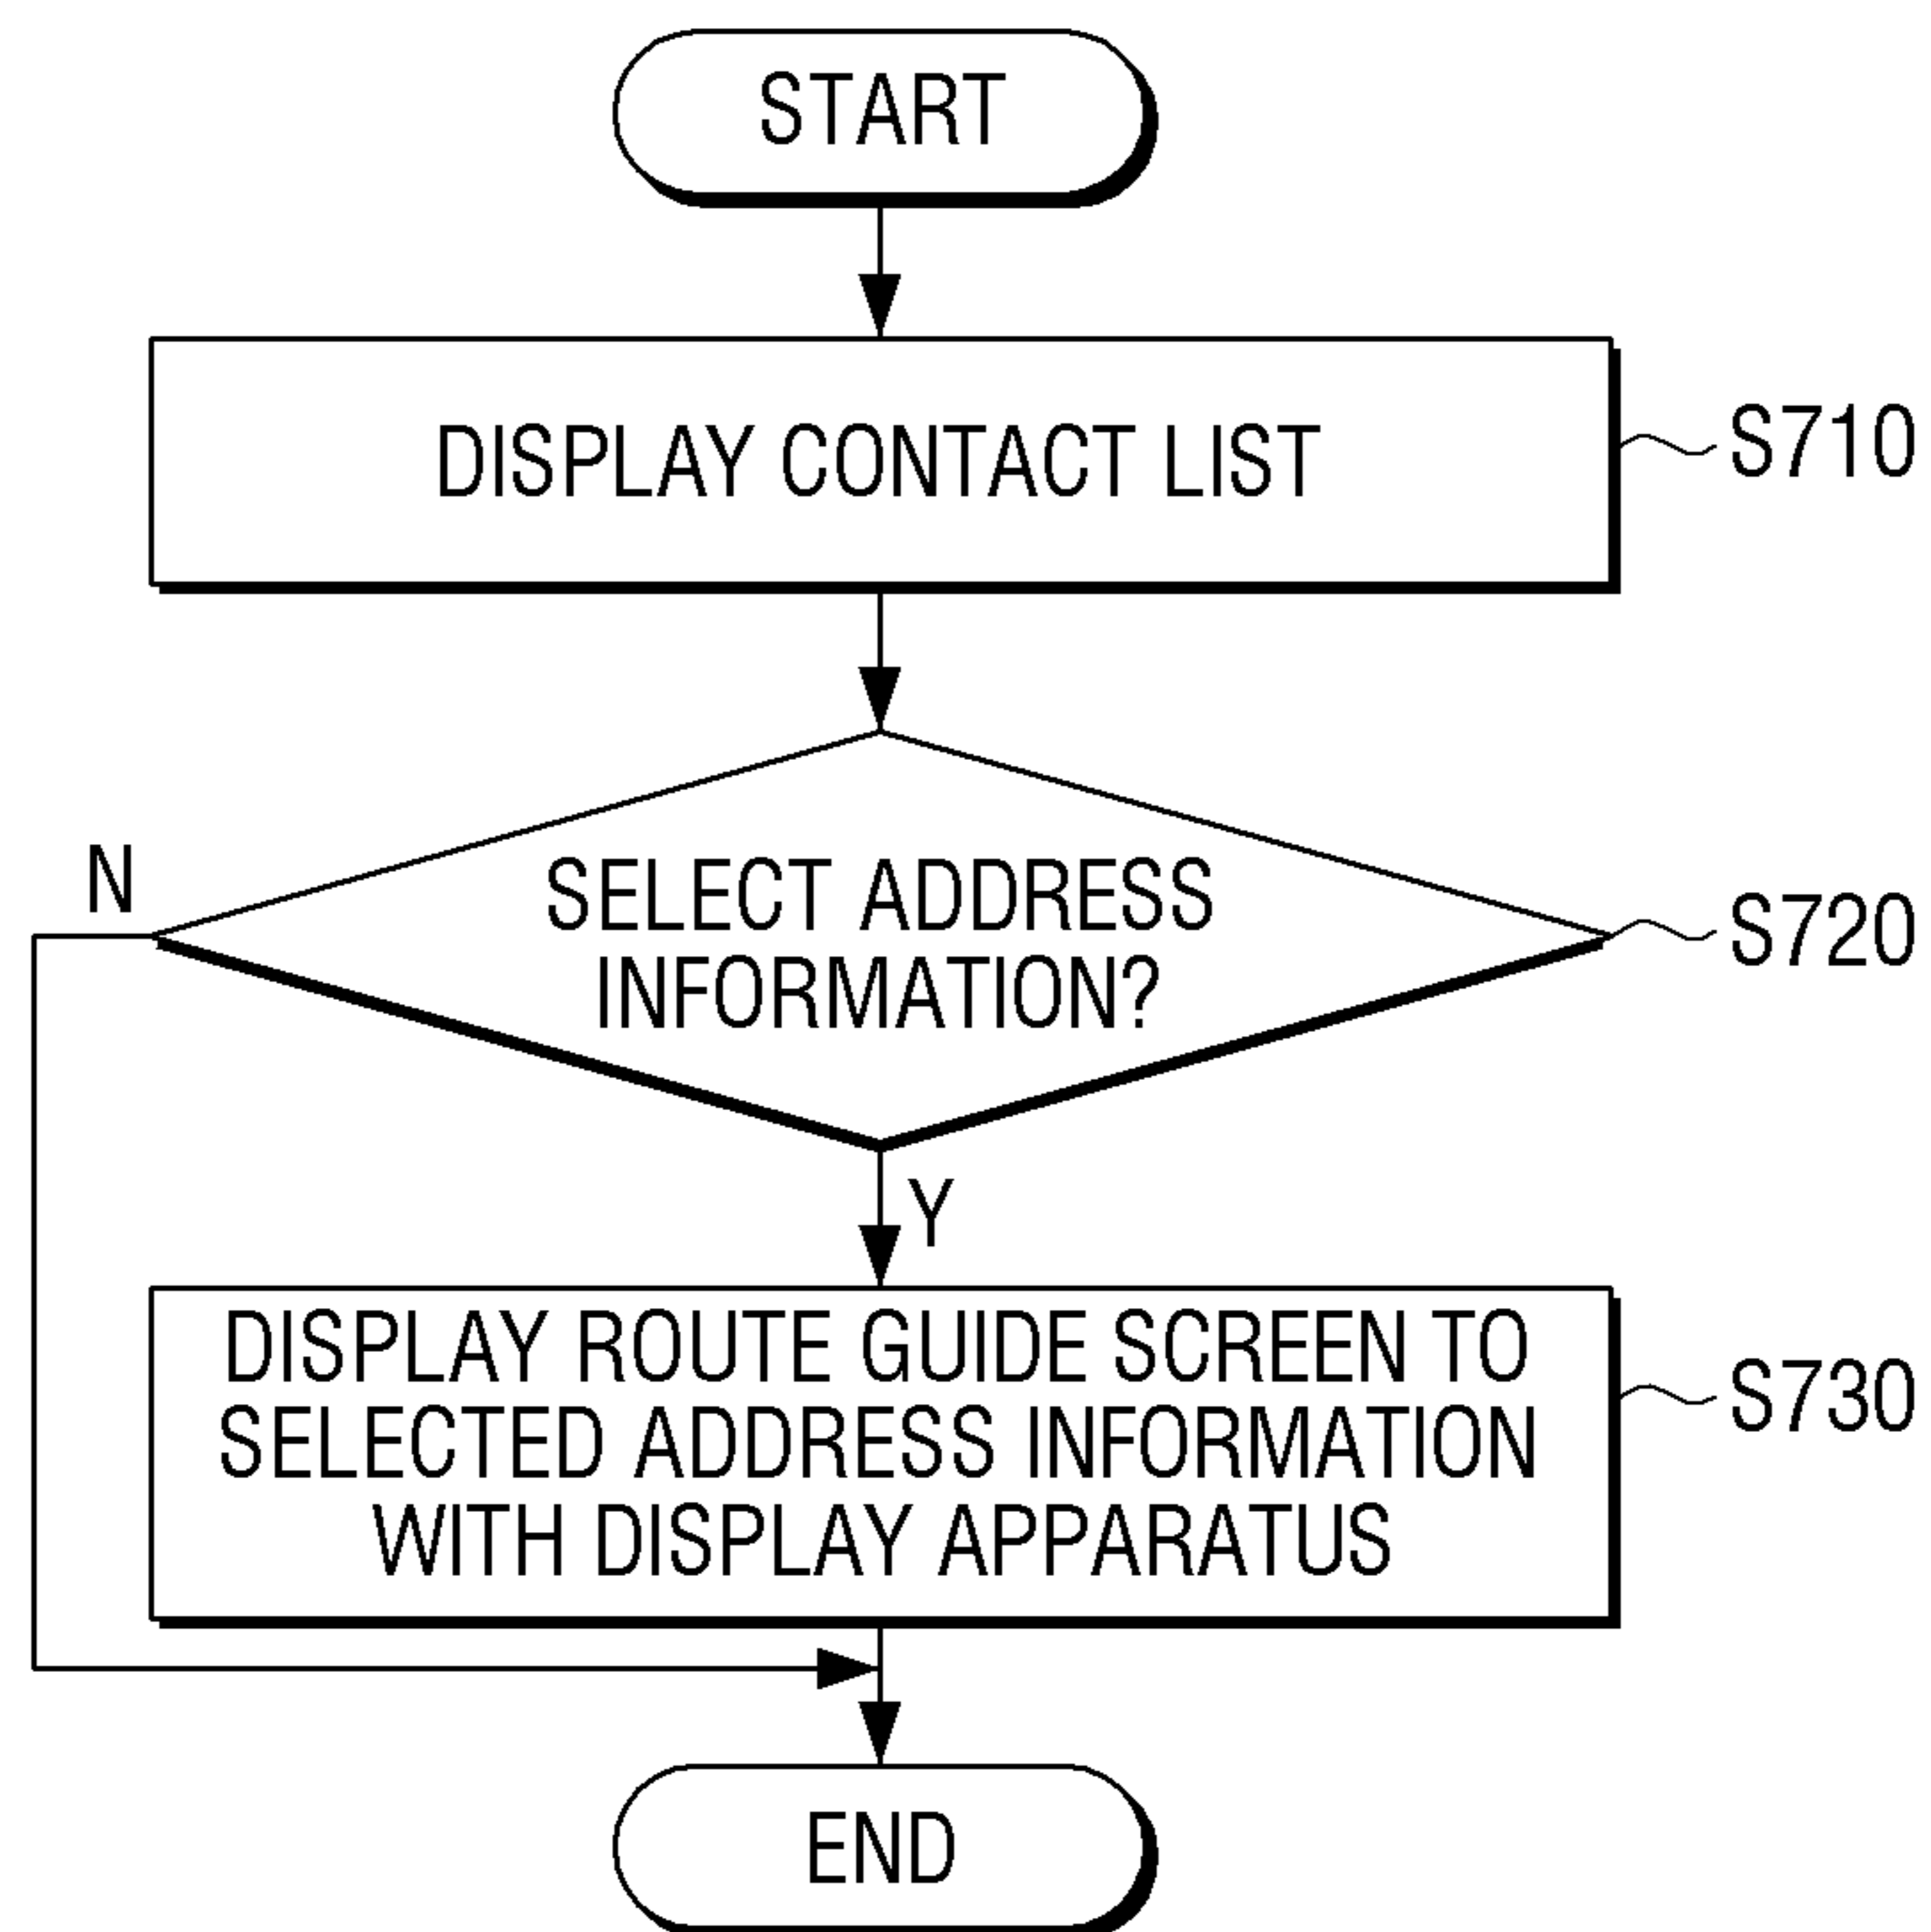 START
DISPLAY CONTACT LIST
S710
N
SELECT ADDRESS
INFORMATION?
S720
Y
DISPLAY ROUTE GUIDE SCREEN TO
SELECTED ADDRESS INFORMATION
WITH DISPLAY APPARATUS
S730
END